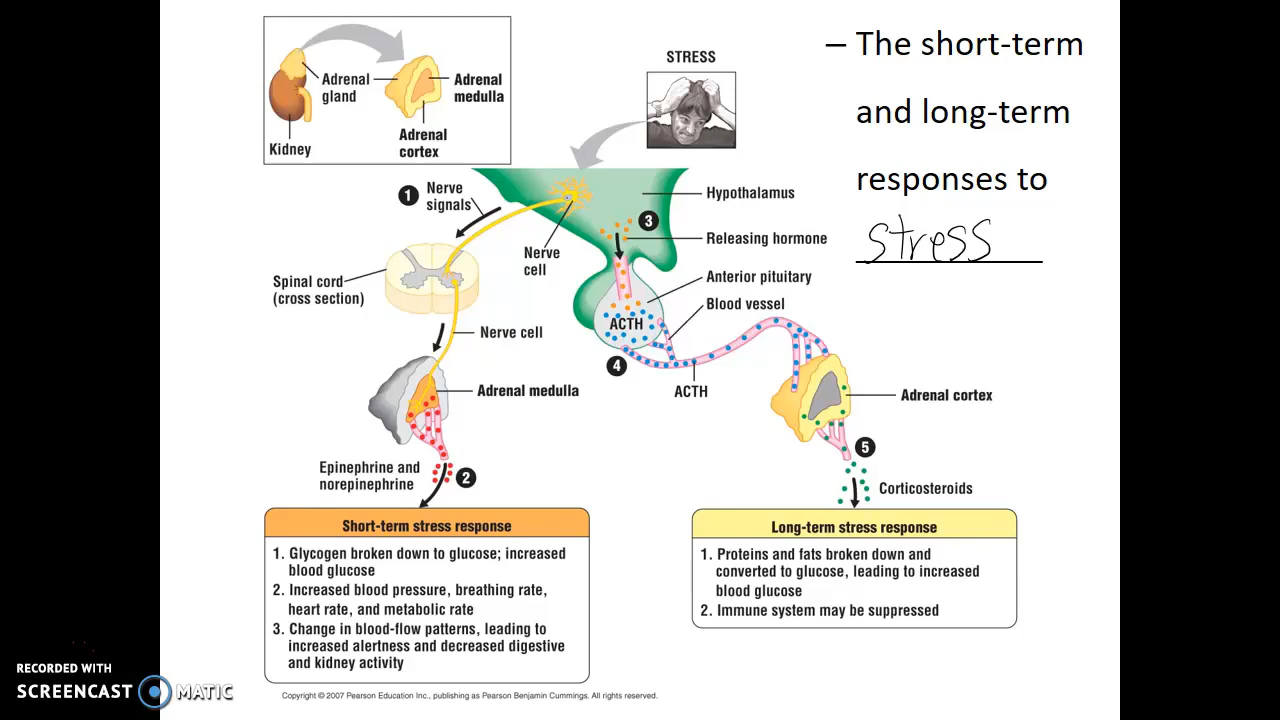 Kidney
Adrenal
gland
Adrenal
medulla
Adrenal
cortex
STRESS
– The short-term
and long-term
responses to
stress
1
Nerve
signals
Nerve
cell
3
Hypothalamus
Releasing hormone
Anterior pituitary
Blood vessel
Spinal cord
(cross section)
Nerve cell
ACTH
4
ACTH
Adrenal medulla
Adrenal cortex
Epinephrine and
norepinephrine
2
5
Corticosteroids
Short-term stress response
1. Glycogen broken down to glucose; increased
blood glucose
2. Increased blood pressure, breathing rate,
heart rate, and metabolic rate
3. Change in blood-flow patterns, leading to
increased alertness and decreased digestive
and kidney activity
Long-term stress response
1. Proteins and fats broken down and
converted to glucose, leading to increased
blood glucose
2. Immune system may be suppressed
Copyright © 2007 Pearson Education Inc., publishing as Pearson Benjamin Cummings. All rights reserved.
RECORDED WITH
SCREENCAST MATIC